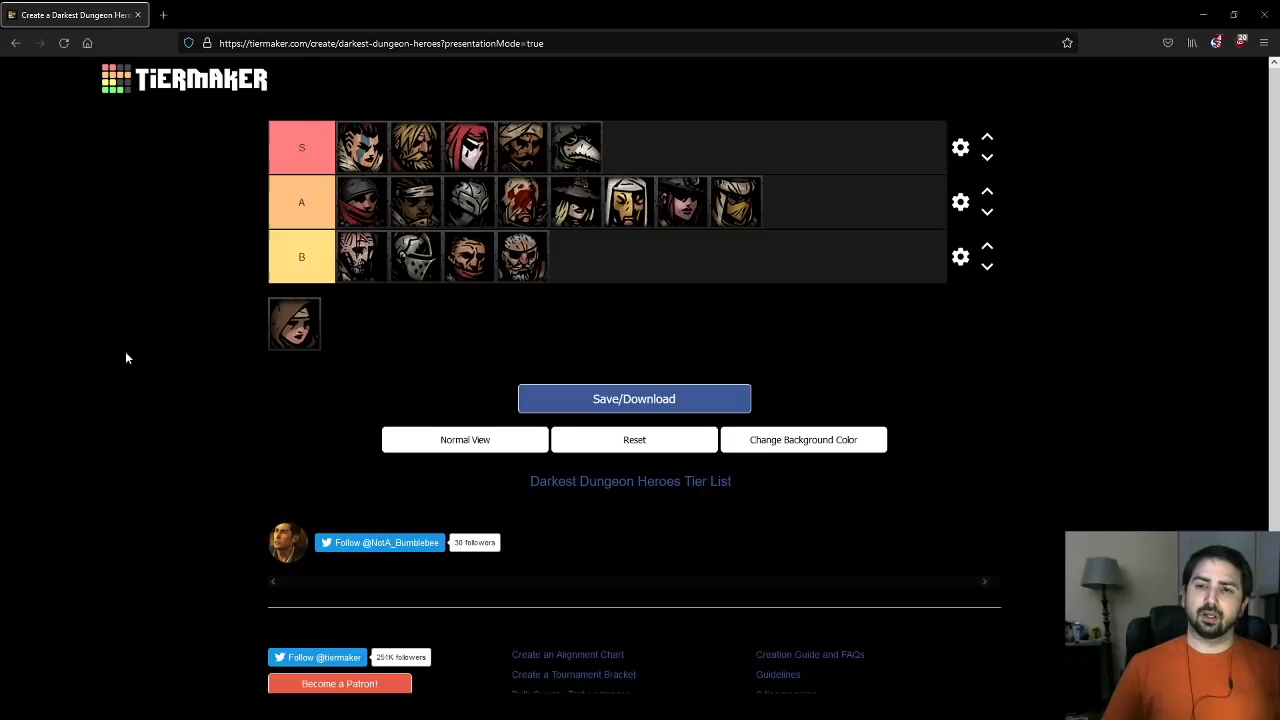 Create a Darkest Dungeon Her
https://tiermaker.com/create/darkest-dungeon-heroes?presentationMode=true
4
20
TiERMAKER
S
A
B
Save/Download
Normal View
Reset
Change Background Color
Darkest Dungeon Heroes Tier List
Follow @NotA_Bumblebee
30 followers
Follow @tiermaker
251K followers
Create an Alignment Chart
Creation Guide and FAQs
Become a Patron!
Create a Tournament Bracket
Guidelines